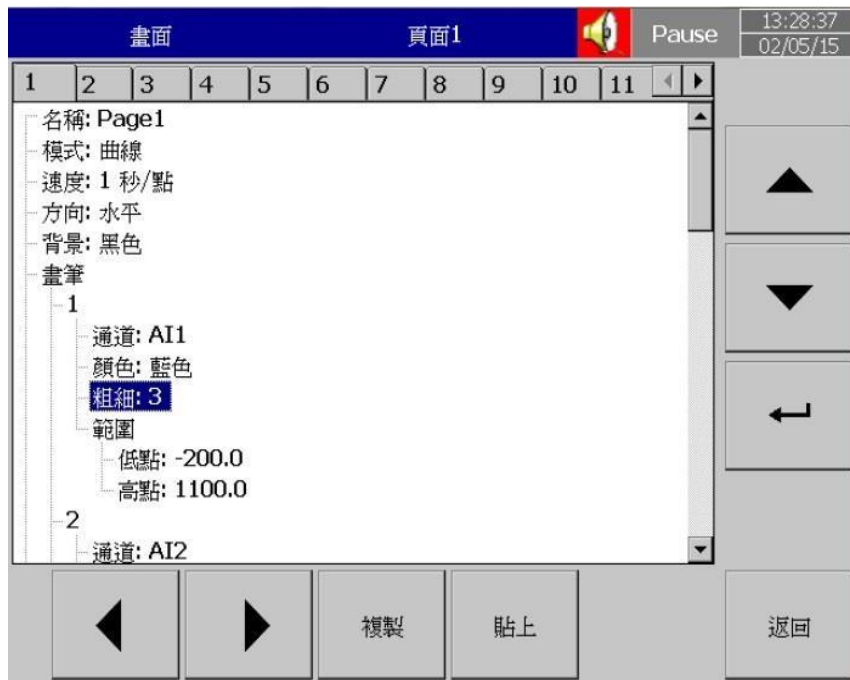 畫面 頁面1 Pause 13:28:37
02/05/15
1 2 3 4 5 6 7 8 9 10 11
名稱: Page1
模式: 曲線
速度: 1 秒/點
方向: 水平
背景: 黑色
畫筆
1
通道: AI1
顏色: 藍色
粗細: 3
範圍
低點: -200.0
高點: 1100.0
2
通道: AI2
複製 貼上 返回